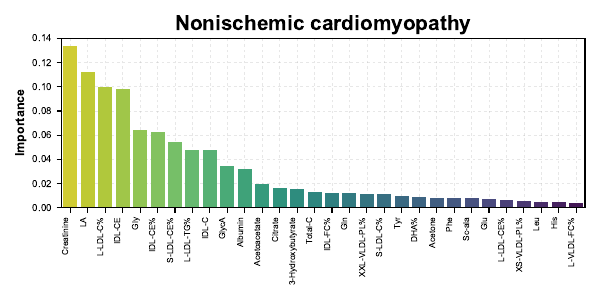 Nonischemic cardiomyopathy
Importance
0.14
0.12
0.10
0.08
0.06
0.04
0.02
0.00
Creatinine
LA
L-LDL-C%
IDL-CE
Gly
IDL-CE%
S-LDL-CE%
L-LDL-TG%
IDL-C
GlycA
Albumin
Acetoacetate
Citrate
3-Hydroxybutyrate
Total-C
IDL-FC%
Gln
XXL-VLDL-PL%
S-LDL-C%
Tyr
DHA%
Acetone
Phe
Sc-ala
Glu
L-LDL-CE%
XS-VLDL-PL%
Leu
His
L-VLDL-FC%